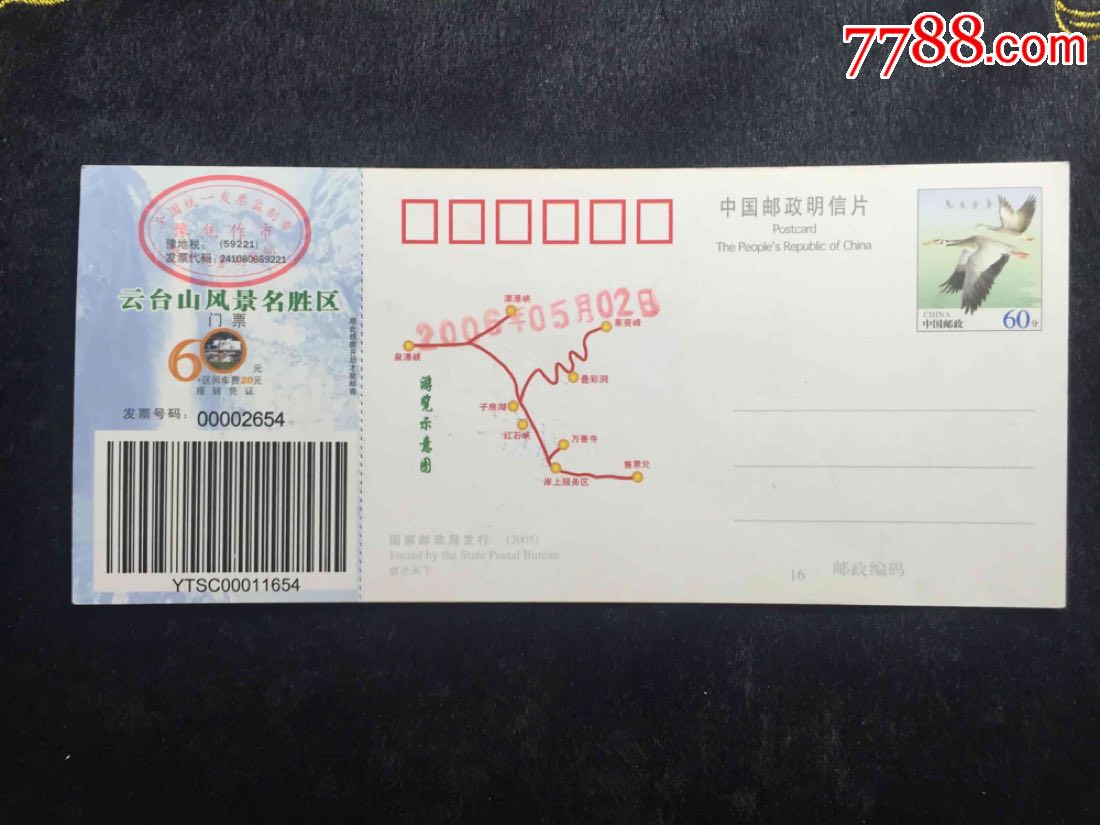 7788.com
全国统一发票监制章
豫焦作市
豫地税：(59221)
发票代码：241080659221
云台山风景名胜区
门票
60元
+区间车费20元
报销凭证
发票号码：00002654
YTSC00011654
中国邮政明信片
Postcard
The People's Republic of China
CHINA
中国邮政 60分
2006年05月02日
潭瀑峡
茱萸峰
泉瀑峡
叠彩洞
子房湖
红石峡
万善寺
售票处
岸上服务区
游览示意图
国家邮政局发行 (2005)
Issued by the State Postal Bureau
16 邮政编码